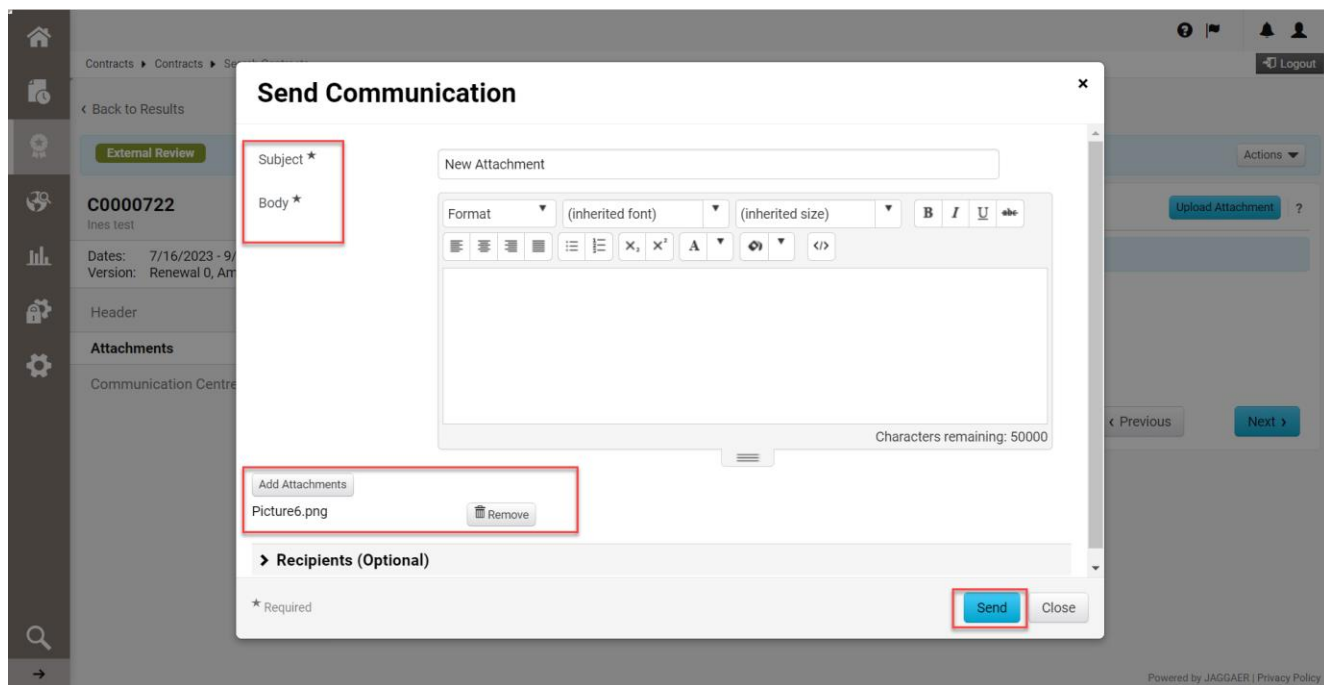 Contracts ▸ Contracts ▸
Logout
‹ Back to Results
External Review
Actions
C0000722
Ines test
Upload Attachment ?
Dates: 7/16/2023 - 9/
Version: Renewal 0, Am
Header
Attachments
Communication Centre
‹ Previous
Next ›
Send Communication
×
Subject ★
New Attachment
Body ★
Format
(inherited font)
(inherited size)
B I U abc
X₂ X² A </>
Characters remaining: 50000
Add Attachments
Picture6.png
Remove
> Recipients (Optional)
★ Required
Send
Close
Powered by JAGGAER | Privacy Policy